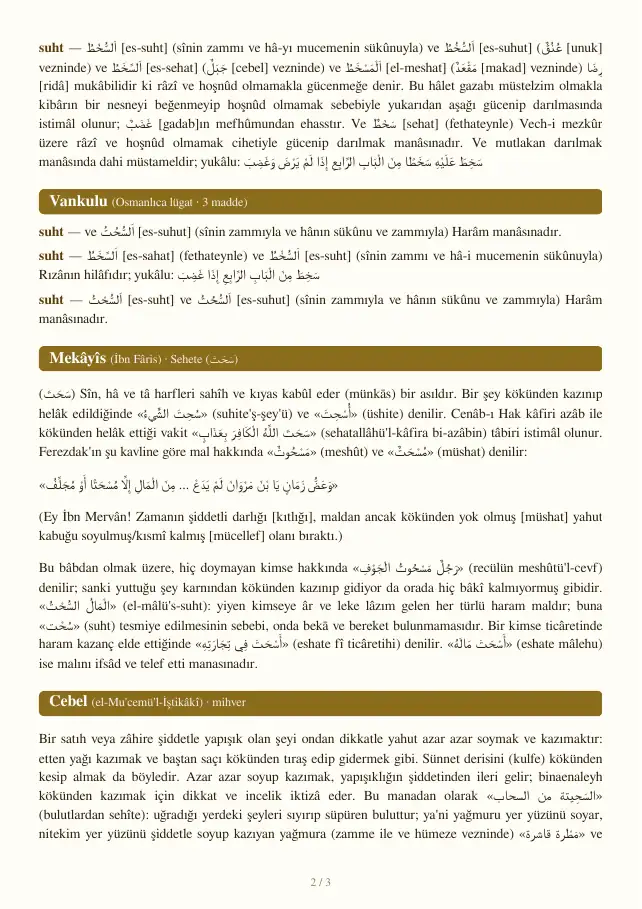 suht — اَلسُّخْطُ [es-suht] (sînin zammı ve hâ-yı mucemenin sükûnuyla) ve اَلسُّخُطُ [es-suhut] (عُنُقٌ [unuk]
vezninde) ve اَلسَّخَطُ [es-sehat] (جَبَلٌ [cebel] vezninde) ve اَلْمَسْخَطُ [el-meshat] (مَقْعَدٌ [makad] vezninde) رِضَا
[ridâ] mukâbilidir ki râzî ve hoşnûd olmamakla gücenmeğe denir. Bu hâlet gazabı müstelzim olmakla
kibârın bir nesneyi beğenmeyip hoşnûd olmamak sebebiyle yukarıdan aşağı gücenip darılmasında
istimâl olunur; غَضَبٌ [gadab]ın mefhûmundan ehasstır. Ve سَخَطٌ [sehat] (fethateynle) Vech-i mezkûr
üzere râzî ve hoşnûd olmamak cihetiyle gücenip darılmak manâsınadır. Ve mutlakan darılmak
manâsında dahi müstameldir; yukâlu: سَخِطَ عَلَيْهِ سَخَطًا مِنَ الْبَابِ الرَّابِعِ إِذَا لَمْ يَرْضَ وَغَضِبَ
Vankulu (Osmanlıca lügat · 3 madde)
suht — ve اَلسُّحُتُ [es-suhut] (sînin zammıyla ve hânın sükûnu ve zammıyla) Harâm manâsınadır.
suht — اَلسَّخَطُ [es-sahat] (fethateynle) ve اَلسُّخْطُ [es-suht] (sînin zammı ve hâ-i mucemenin sükûnuyla)
Rızânın hilâfıdır; yukâlu: سَخِطَ مِنَ الْبَابِ الرَّابِعِ إِذَا غَضِبَ
suht — اَلسُّحْتُ [es-suht] ve اَلسُّحُتُ [es-suhut] (sînin zammıyla ve hânın sükûnu ve zammıyla) Harâm
manâsınadır.
Mekâyîs (İbn Fâris) · Sehete (سَحَتَ)
(سَحَتَ) Sîn, hâ ve tâ harfleri sahîh ve kıyas kabûl eder (münkās) bir asıldır. Bir şey kökünden kazınıp
helâk edildiğinde «سُحِتَ الشَّيْءُ» (suhite'ş-şey'ü) ve «أُسْحِتَ» (üshite) denilir. Cenâb-ı Hak kâfiri azâb ile
kökünden helâk ettiği vakit «سَحَتَ اللّٰهُ الْكَافِرَ بِعَذَابٍ» (sehatallâhü'l-kâfira bi-azâbin) tâbiri istimâl olunur.
Ferezdak'ın şu kavline göre mal hakkında «مَسْحُوتٌ» (meshût) ve «مُسْحَتٌ» (müshat) denilir:
«وَعَضُّ زَمَانٍ يَا بْنَ مَرْوَانَ لَمْ يَدَعْ ... مِنَ الْمَالِ إِلَّا مُسْحَتًا أَوْ مُجَلَّفُ»
(Ey İbn Mervân! Zamanın şiddetli darlığı [kıtlığı], maldan ancak kökünden yok olmuş [müshat] yahut
kabuğu soyulmuş/kısmî kalmış [mücellef] olanı bıraktı.)
Bu bâbdan olmak üzere, hiç doymayan kimse hakkında «رَجُلٌ مَسْحُوتُ الْجَوْفِ» (recülün meshûtü'l-cevf)
denilir; sanki yuttuğu şey karnından kökünden kazınıp gidiyor da orada hiç bâkî kalmıyormuş gibidir.
«اَلْمَالُ السُّحْتُ» (el-mâlü's-suht): yiyen kimseye âr ve leke lâzım gelen her türlü haram maldır; buna
«سُحْت» (suht) tesmiye edilmesinin sebebi, onda bekā ve bereket bulunmamasıdır. Bir kimse ticâretinde
haram kazanç elde ettiğinde «أَسْحَتَ فِي تِجَارَتِهِ» (eshate fî ticâretihi) denilir. «أَسْحَتَ مَالَهُ» (eshate mâlehu)
ise malını ifsâd ve telef etti manasınadır.
Cebel (el-Mu'cemü'l-İştikâkî) · mihver
Bir satıh veya zâhire şiddetle yapışık olan şeyi ondan dikkatle yahut azar azar soymak ve kazımaktır:
etten yağı kazımak ve baştan saçı kökünden tıraş edip gidermek gibi. Sünnet derisini (kulfe) kökünden
kesip almak da böyledir. Azar azar soyup kazımak, yapışıklığın şiddetinden ileri gelir; binaenaleyh
kökünden kazımak için dikkat ve incelik iktizâ eder. Bu manadan olarak «السَحِيتة من السحاب»
(bulutlardan sehîte): uğradığı yerdeki şeyleri sıyırıp süpüren buluttur; ya'ni yağmuru yer yüzünü soyar,
nitekim yer yüzünü şiddetle soyup kazıyan yağmura (zamme ile ve hümeze vezninde) «مَطْرة قاشرة» ve
2 / 3